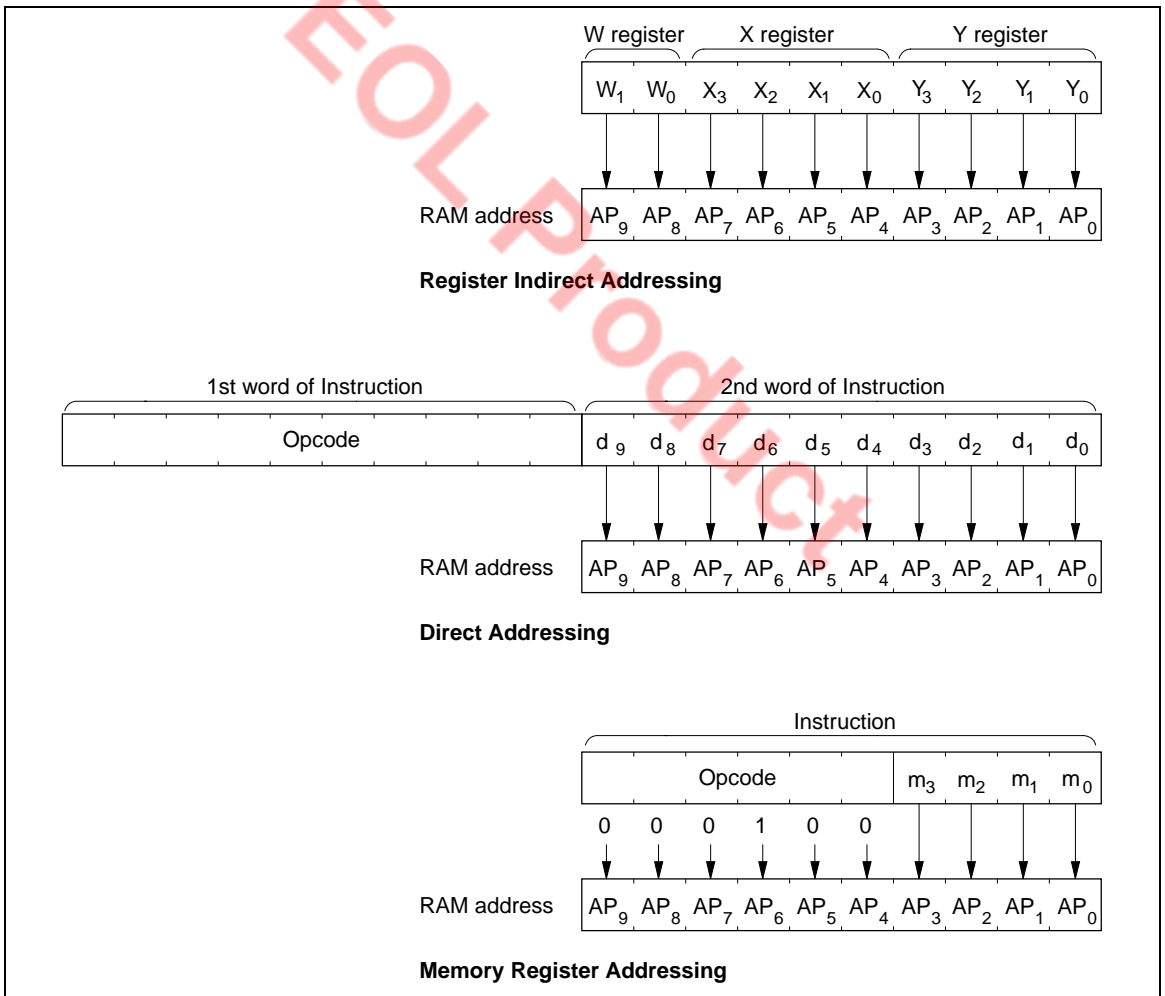 W register X register Y register
W1 W0 X3 X2 X1 X0 Y3 Y2 Y1 Y0
RAM address AP9 AP8 AP7 AP6 AP5 AP4 AP3 AP2 AP1 AP0
Register Indirect Addressing
1st word of Instruction 2nd word of Instruction
Opcode d9 d8 d7 d6 d5 d4 d3 d2 d1 d0
RAM address AP9 AP8 AP7 AP6 AP5 AP4 AP3 AP2 AP1 AP0
Direct Addressing
Instruction
Opcode m3 m2 m1 m0
0 0 0 1 0 0
RAM address AP9 AP8 AP7 AP6 AP5 AP4 AP3 AP2 AP1 AP0
Memory Register Addressing
EOL Product